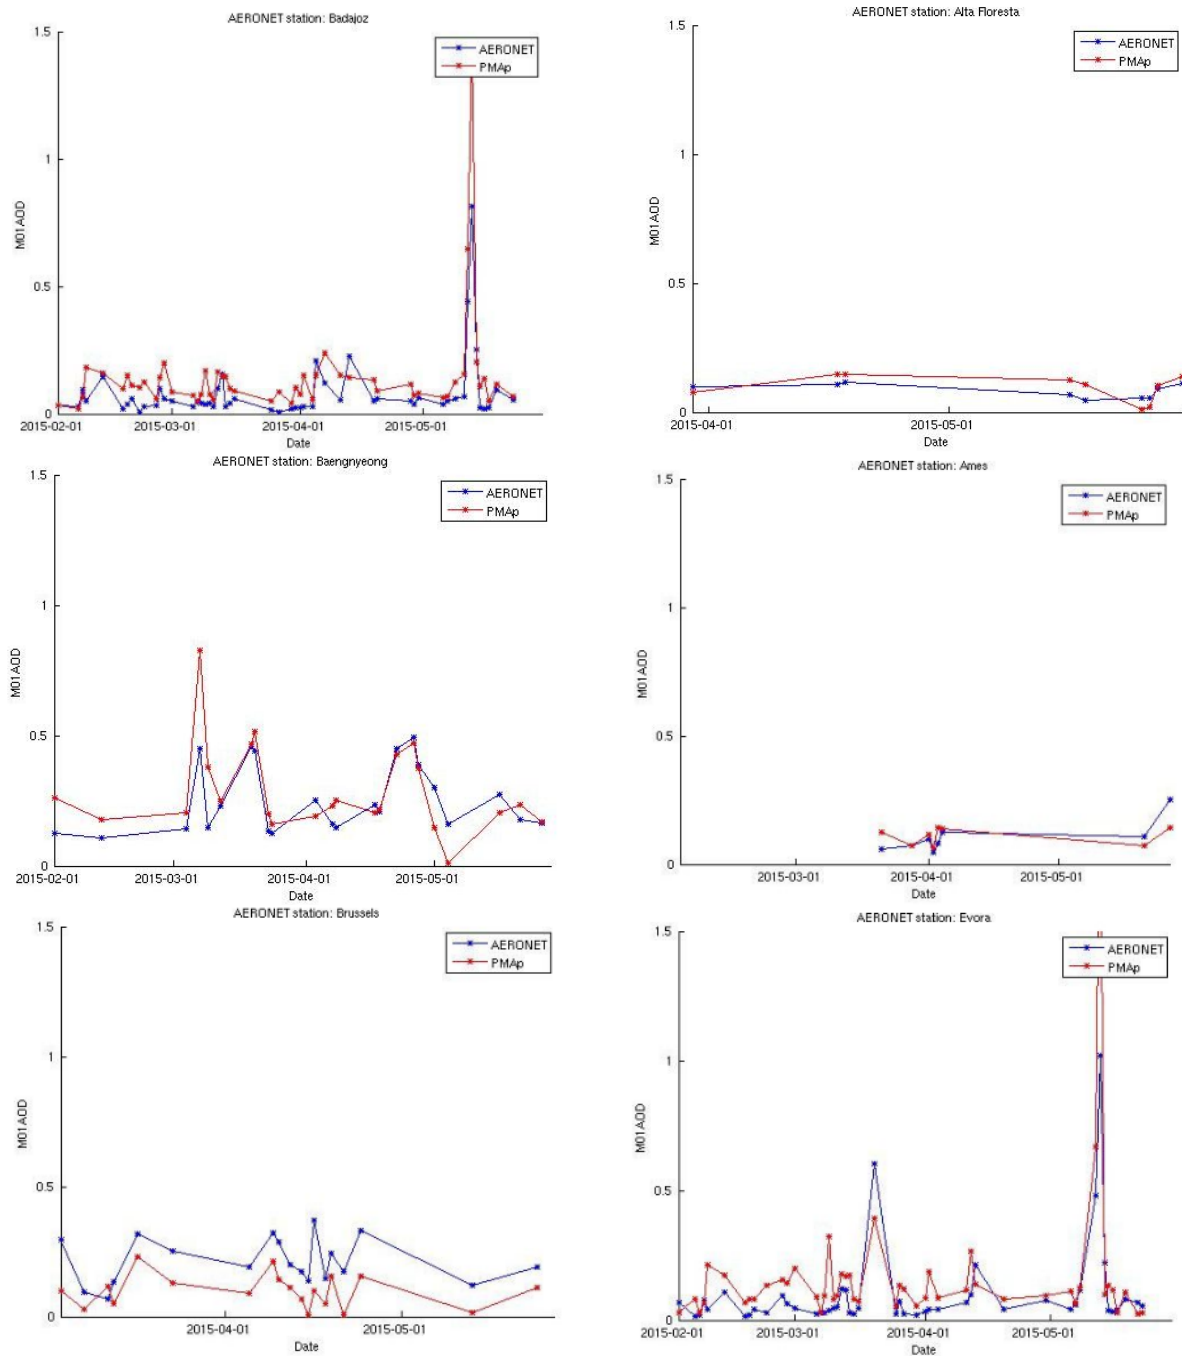 AERONET station: Badajoz
1.5
AERONET
PMAp
1
M01AOD
0.5
0
2015-02-01 2015-03-01 2015-04-01 2015-05-01
Date
AERONET station: Alta Floresta
1.5
AERONET
PMAp
1
M01AOD
0.5
0
2015-04-01 2015-05-01
Date
AERONET station: Baengnyeong
1.5
AERONET
PMAp
1
M01AOD
0.5
0
2015-02-01 2015-03-01 2015-04-01 2015-05-01
Date
AERONET station: Ames
1.5
AERONET
PMAp
1
M01AOD
0.5
0
2015-03-01 2015-04-01 2015-05-01
Date
AERONET station: Brussels
1.5
AERONET
PMAp
1
M01AOD
0.5
0
2015-04-01 2015-05-01
Date
AERONET station: Evora
1.5
AERONET
PMAp
1
M01AOD
0.5
0
2015-02-01 2015-03-01 2015-04-01 2015-05-01
Date